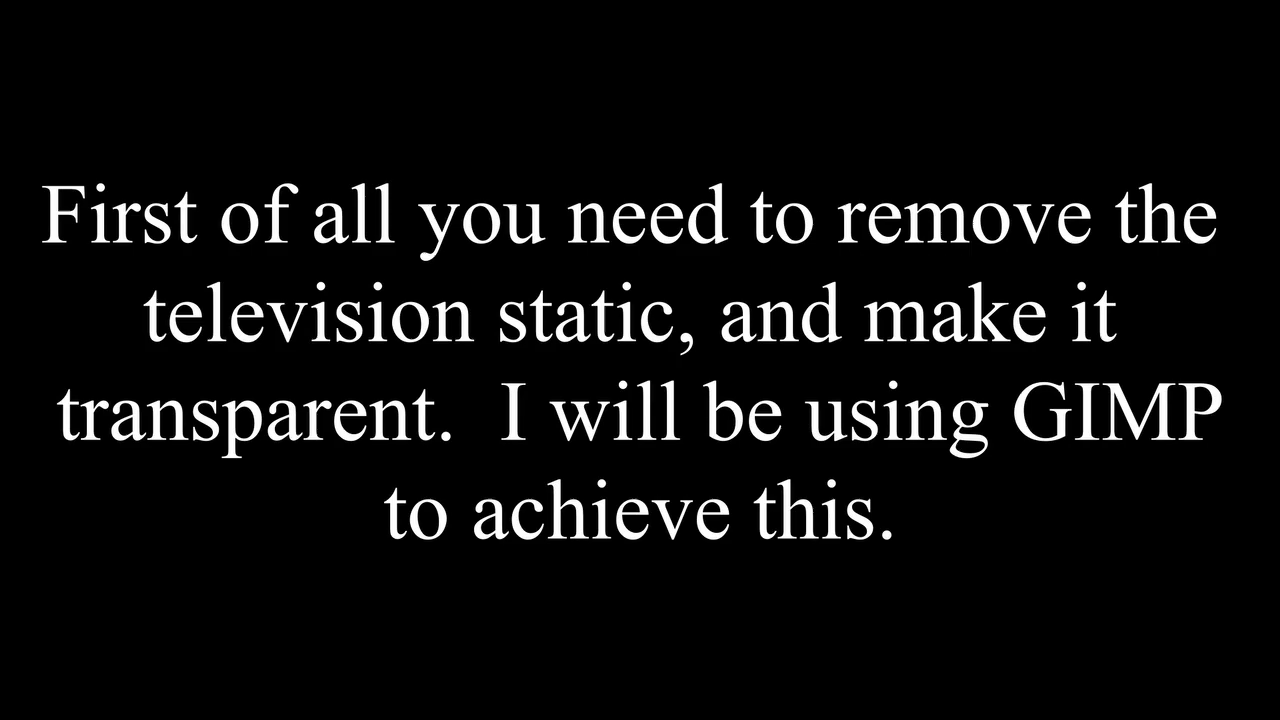 First of all you need to remove the
television static, and make it
transparent.  I will be using GIMP
to achieve this.